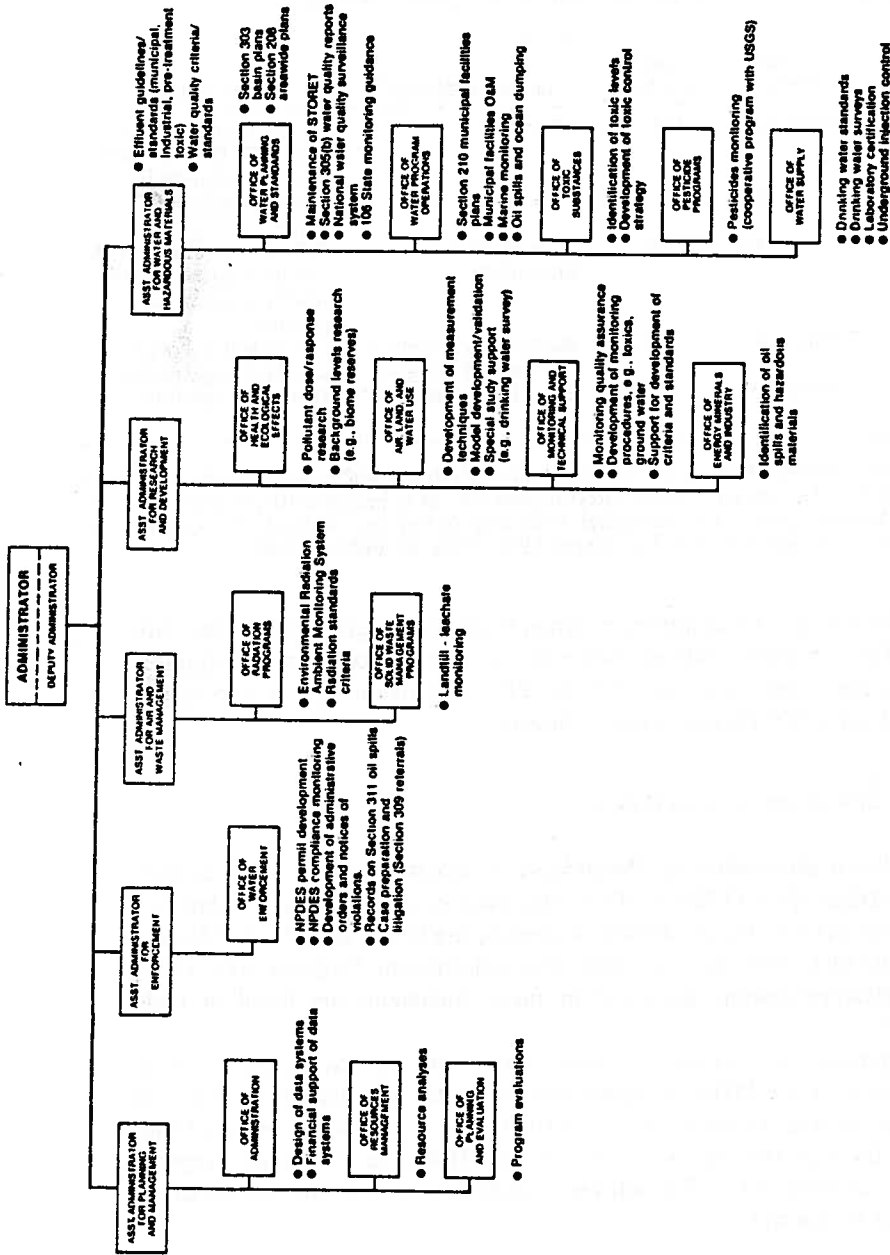 ADMINISTRATOR
DEPUTY ADMINISTRATOR
ASST. ADMINISTRATOR
FOR PLANNING
AND MANAGEMENT
OFFICE OF
ADMINISTRATION
● Design of data systems
● Financial support of data
systems
OFFICE OF
RESOURCES
MANAGEMENT
● Resource analyses
OFFICE OF
PLANNING
AND EVALUATION
● Program evaluations
ASST. ADMINISTRATOR
FOR
ENFORCEMENT
OFFICE OF
WATER
ENFORCEMENT
● NPDES permit development
● NPDES compliance monitoring
● Development of administrative
orders and notices of
violations.
● Records on Section 311 oil spills
● Case preparation and
litigation (Section 309 referrals)
ASST ADMINISTRATOR
FOR AIR AND
WASTE MANAGEMENT
OFFICE OF
RADIATION
PROGRAMS
● Environmental Radiation
Ambient Monitoring System
● Radiation standards
criteria
OFFICE OF
SOLID WASTE
MANAGEMENT
PROGRAMS
● Landfill - leachate
monitoring
ASST ADMINISTRATOR
FOR RESEARCH
AND DEVELOPMENT
OFFICE OF
HEALTH AND
ECOLOGICAL
EFFECTS
● Pollutant dose/response
research
● Background levels research
(e.g., biome reserves)
OFFICE OF
AIR, LAND, AND
WATER USE
● Development of measurement
techniques
● Model development/validation
● Special study support
(e.g., drinking water survey)
OFFICE OF
MONITORING AND
TECHNICAL SUPPORT
● Monitoring quality assurance
● Development of monitoring
procedures, e.g., toxics,
ground water
● Support for development of
criteria and standards
OFFICE OF
ENERGY MINERALS
AND INDUSTRY
● Identification of oil
spills and hazardous
materials
ASST ADMINISTRATOR
FOR WATER AND
HAZARDOUS MATERIALS
● Effluent guidelines/
standards (municipal,
Industrial, pre-treatment
toxic)
● Water quality criteria/
standards
OFFICE OF
WATER PLANNING
AND STANDARDS
● Section 303
basin plans
● Section 208
areawide plans
● Maintenance of STORET
● Section 305(b) water quality reports
● National water quality surveillance
system
● 106 State monitoring guidance
OFFICE OF
WATER PROGRAM
OPERATIONS
● Section 210 municipal facilities
plans
● Municipal facilities O&M
● Marine monitoring
● Oil spills and ocean dumping
OFFICE OF
TOXIC
SUBSTANCES
● Identification of toxic levels
● Development of toxic control
strategy
OFFICE OF
PESTICIDE
PROGRAMS
● Pesticides monitoring
(cooperative program with USGS)
OFFICE OF
WATER SUPPLY
● Drinking water standards
● Drinking water surveys
● Laboratory certification
● Underground injection control